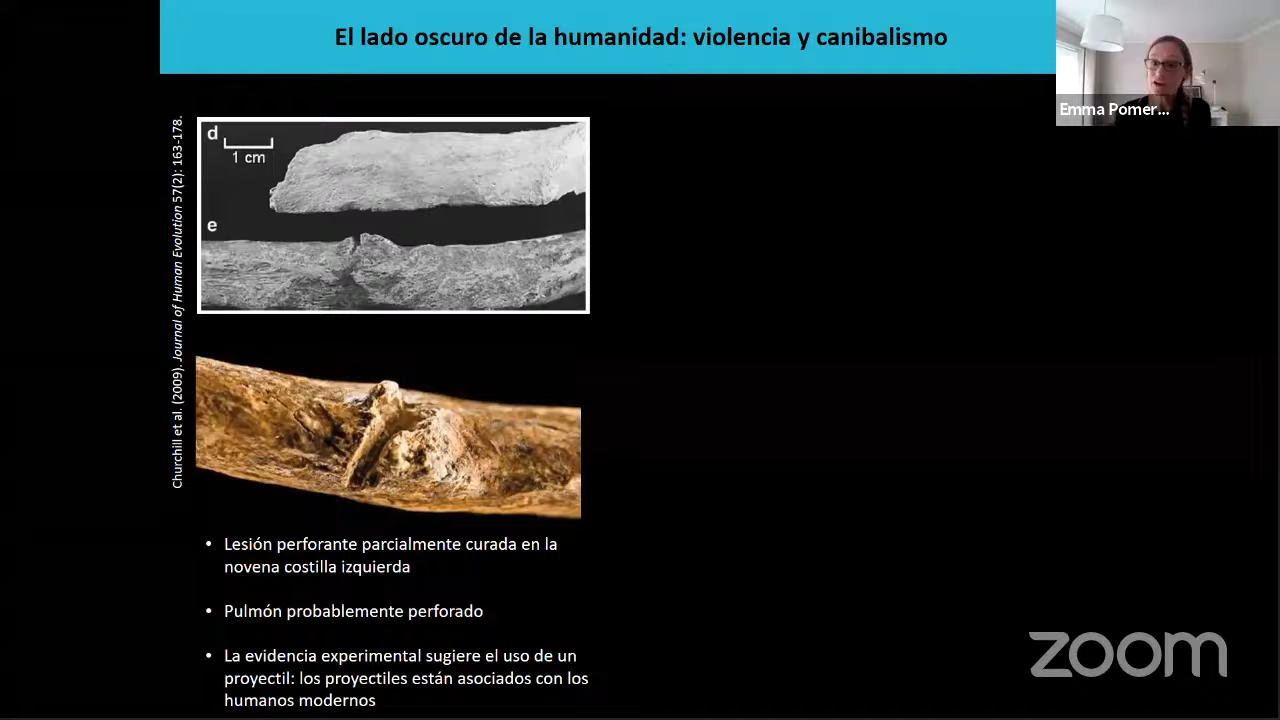 El lado oscuro de la humanidad: violencia y canibalismo
Emma Pomer...
d
1 cm
e
Churchill et al. (2009). Journal of Human Evolution 57(2): 163-178.
• Lesión perforante parcialmente curada en la
novena costilla izquierda
• Pulmón probablemente perforado
• La evidencia experimental sugiere el uso de un
proyectil: los proyectiles están asociados con los
humanos modernos
zoom